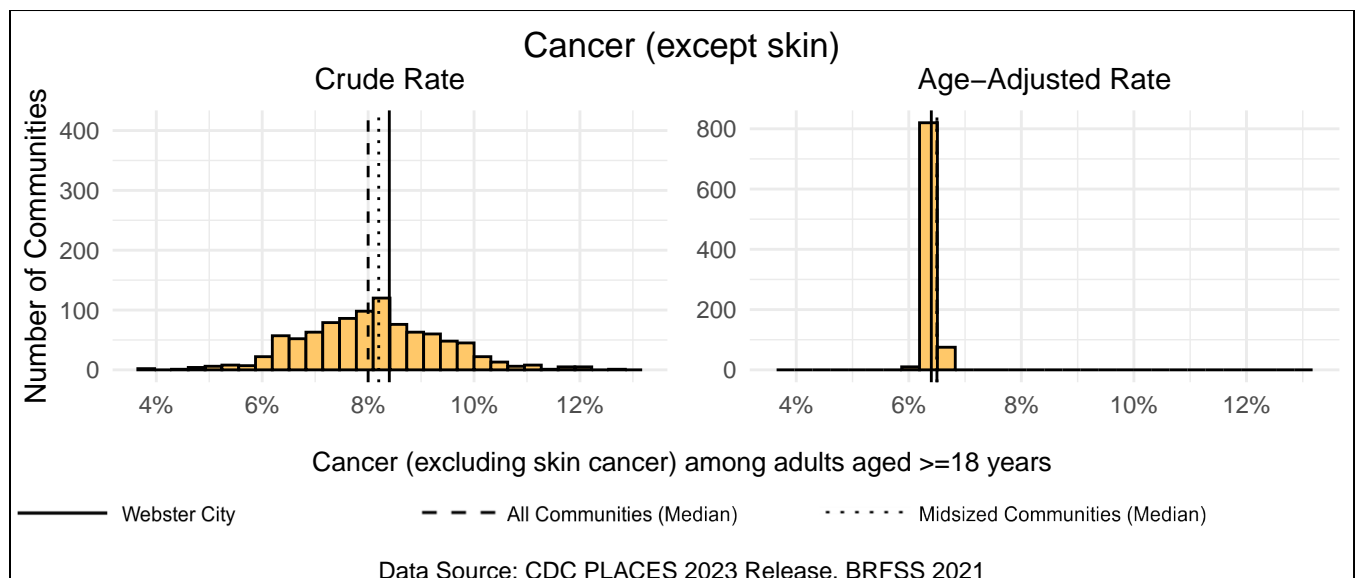 Cancer (except skin)
Crude Rate
Age−Adjusted Rate
Number of Communities
400
300
200
100
0
4%
6%
8%
10%
12%
800
600
400
200
0
4%
6%
8%
10%
12%
Cancer (excluding skin cancer) among adults aged >=18 years
Webster City
All Communities (Median)
Midsized Communities (Median)
Data Source: CDC PLACES 2023 Release, BRFSS 2021